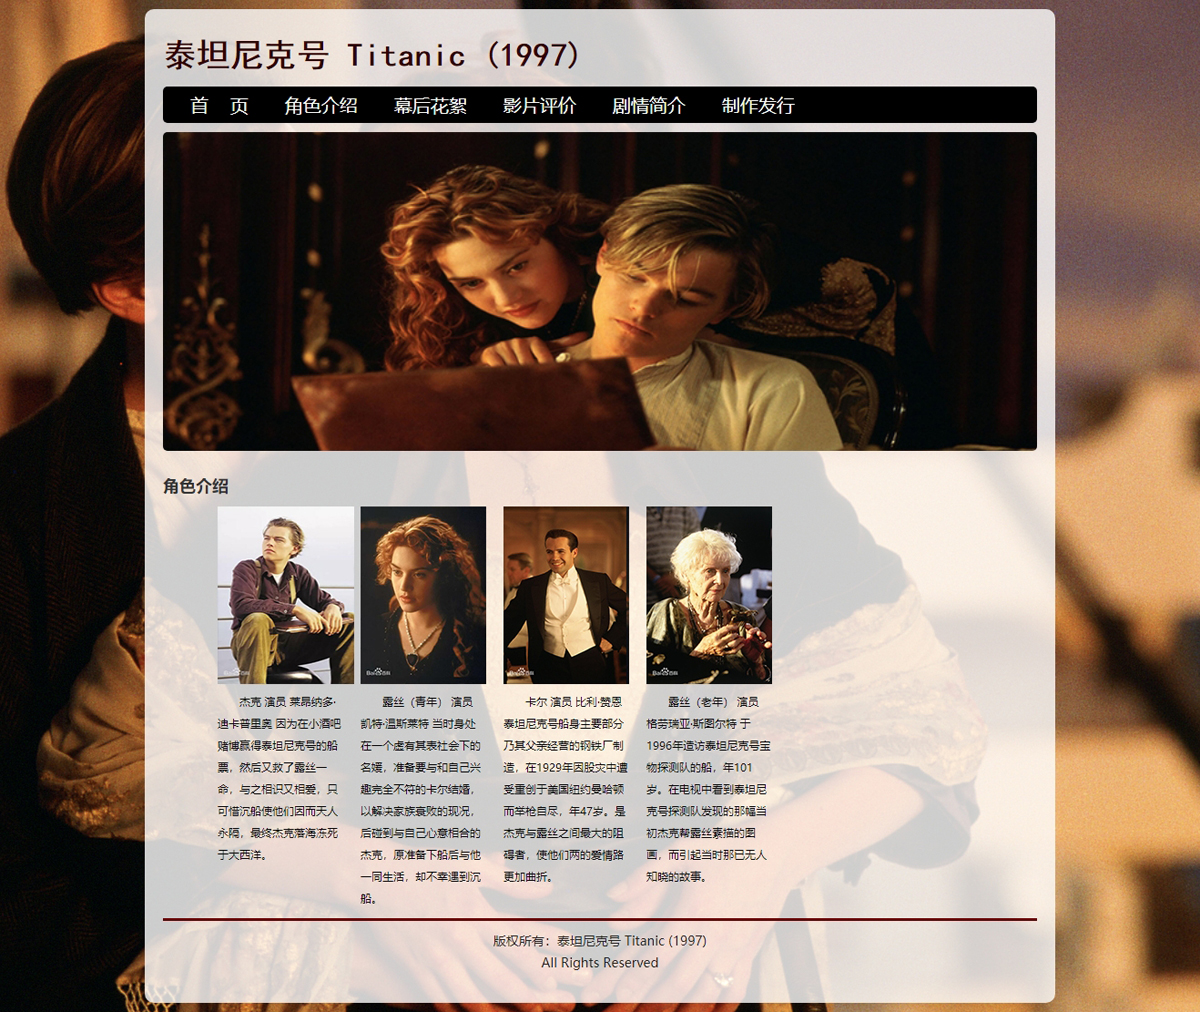 泰坦尼克号 Titanic (1997)
首 页 角色介绍 幕后花絮 影片评价 剧情简介 制作发行
角色介绍
杰克 演员 莱昂纳多·
迪卡普里奥 因为在小酒吧
赌博赢得泰坦尼克号的船
票，然后又救了露丝一
命，与之相识又相爱，只
可惜沉船使他们因而天人
永隔，最终杰克落海冻死
于大西洋。
露丝（青年） 演员
凯特·温斯莱特 当时身处
在一个虚有其表社会下的
名媛，准备要与和自己兴
趣完全不符的卡尔结婚，
以解决家族衰败的现况，
后碰到与自己心意相合的
杰克，原准备下船后与他
一同生活，却不幸遇到沉
船。
卡尔 演员 比利·赞恩
泰坦尼克号船身主要部分
乃其父亲经营的钢铁厂制
造，在1929年因股灾中遭
受重创于美国纽约曼哈顿
而举枪自尽，年47岁。是
杰克与露丝之间最大的阻
碍者，使他们两的爱情路
更加曲折。
露丝（老年） 演员
格劳瑞亚·斯图尔特 于
1996年造访泰坦尼克号宝
物探测队的船，年101
岁。在电视中看到泰坦尼
克号探测队发现的那幅当
初杰克帮露丝素描的图
画，而引起当时那已无人
知晓的故事。
版权所有：泰坦尼克号 Titanic (1997)
All Rights Reserved